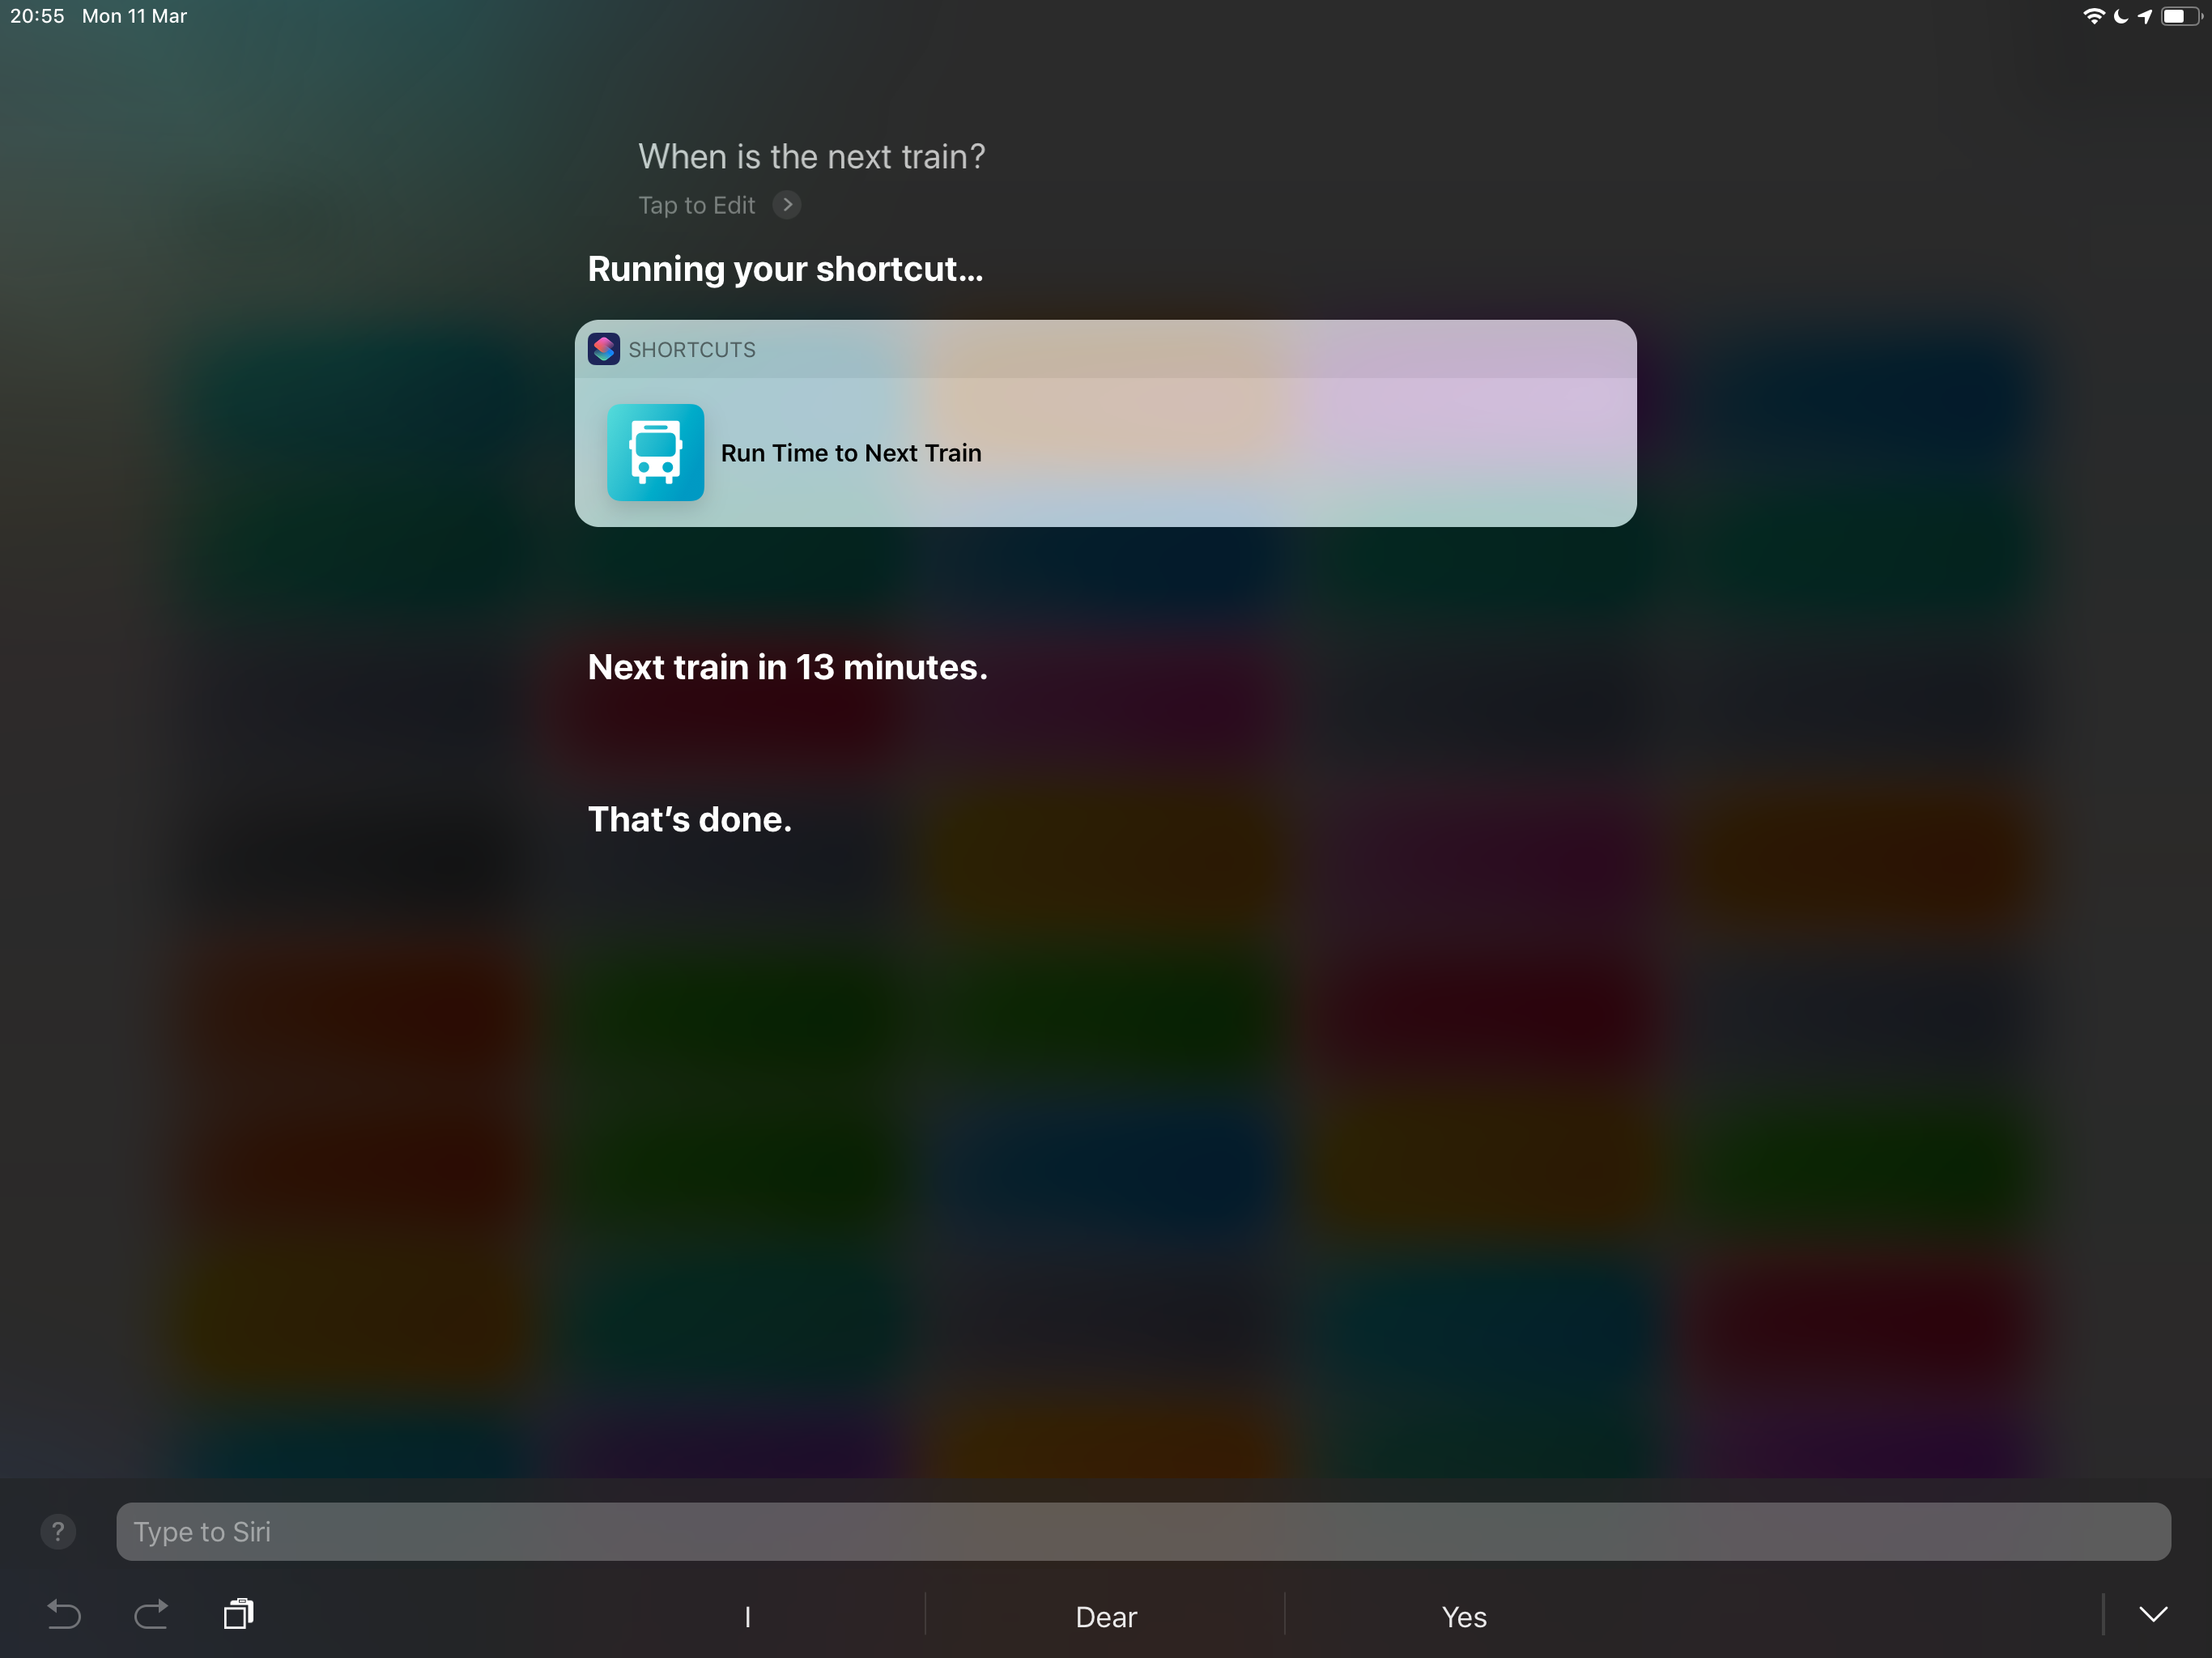 20:55 Mon 11 Mar
When is the next train?
Tap to Edit
Running your shortcut...
SHORTCUTS
Run Time to Next Train
Next train in 13 minutes.
That’s done.
? Type to Siri
I Dear Yes